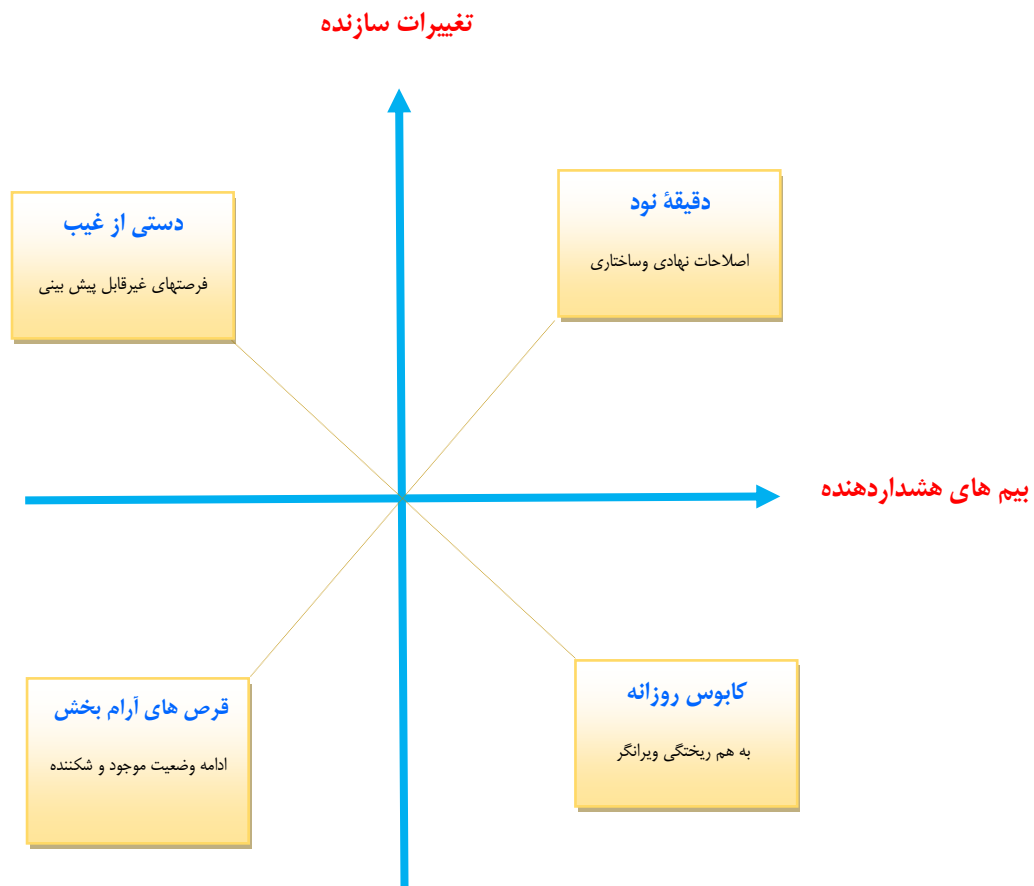 تغییرات سازنده
دقیقهٔ نود
اصلاحات نهادی وساختاری
دستی از غیب
فرصتهای غیرقابل پیش بینی
بیم های هشداردهنده
کابوس روزانه
به هم ریختگی ویرانگر
قرص های آرام بخش
ادامه وضعیت موجود و شکننده